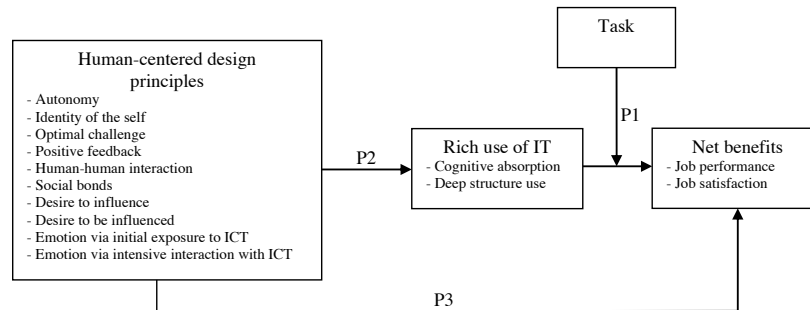 Human-centered design
principles
- Autonomy
- Identity of the self
- Optimal challenge
- Positive feedback
- Human-human interaction
- Social bonds
- Desire to influence
- Desire to be influenced
- Emotion via initial exposure to ICT
- Emotion via intensive interaction with ICT
P2
Rich use of IT
- Cognitive absorption
- Deep structure use
Task
P1
Net benefits
- Job performance
- Job satisfaction
P3